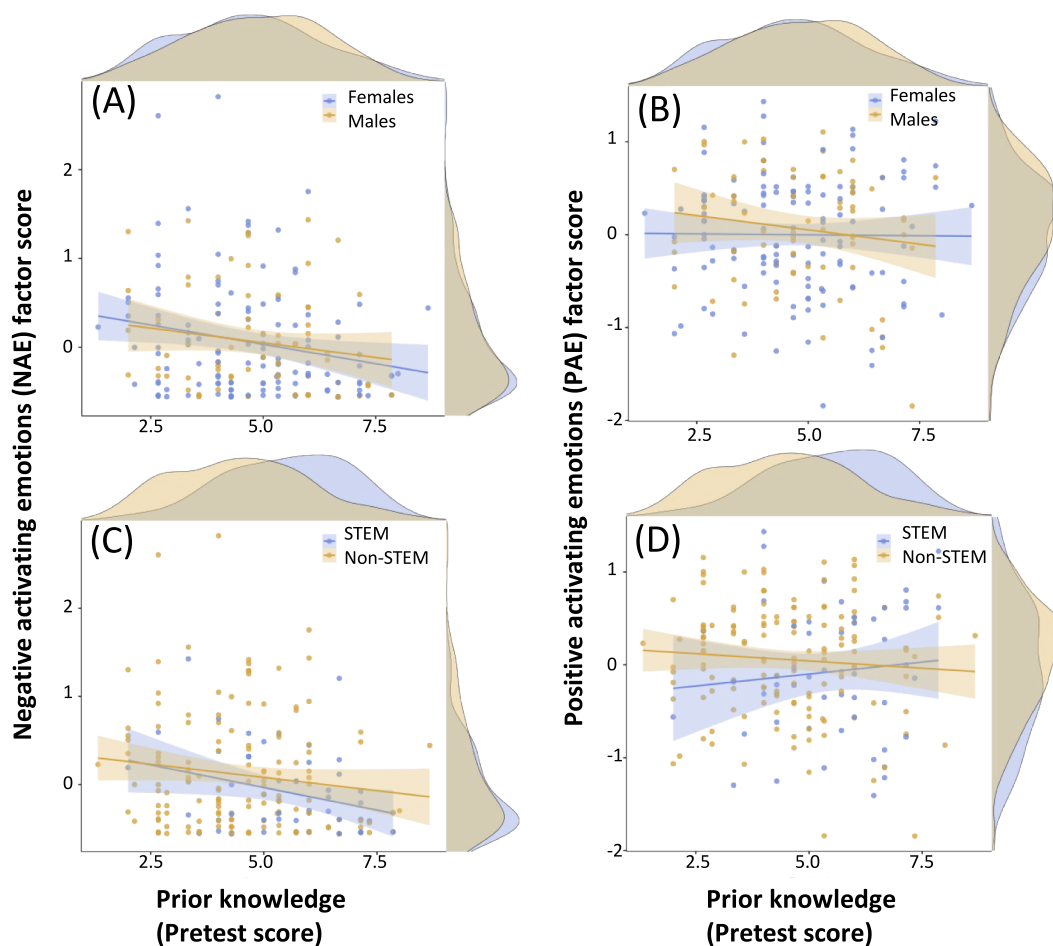 (A)
Females
Males
2
1
0
2.5
5.0
7.5
(B)
Females
Males
1
0
-1
-2
2.5
5.0
7.5
Negative activating emotions (NAE) factor score
Positive activating emotions (PAE) factor score
(C)
STEM
Non-STEM
2
1
0
2.5
5.0
7.5
(D)
STEM
Non-STEM
1
0
-1
-2
2.5
5.0
7.5
Prior knowledge
(Pretest score)
Prior knowledge
(Pretest score)